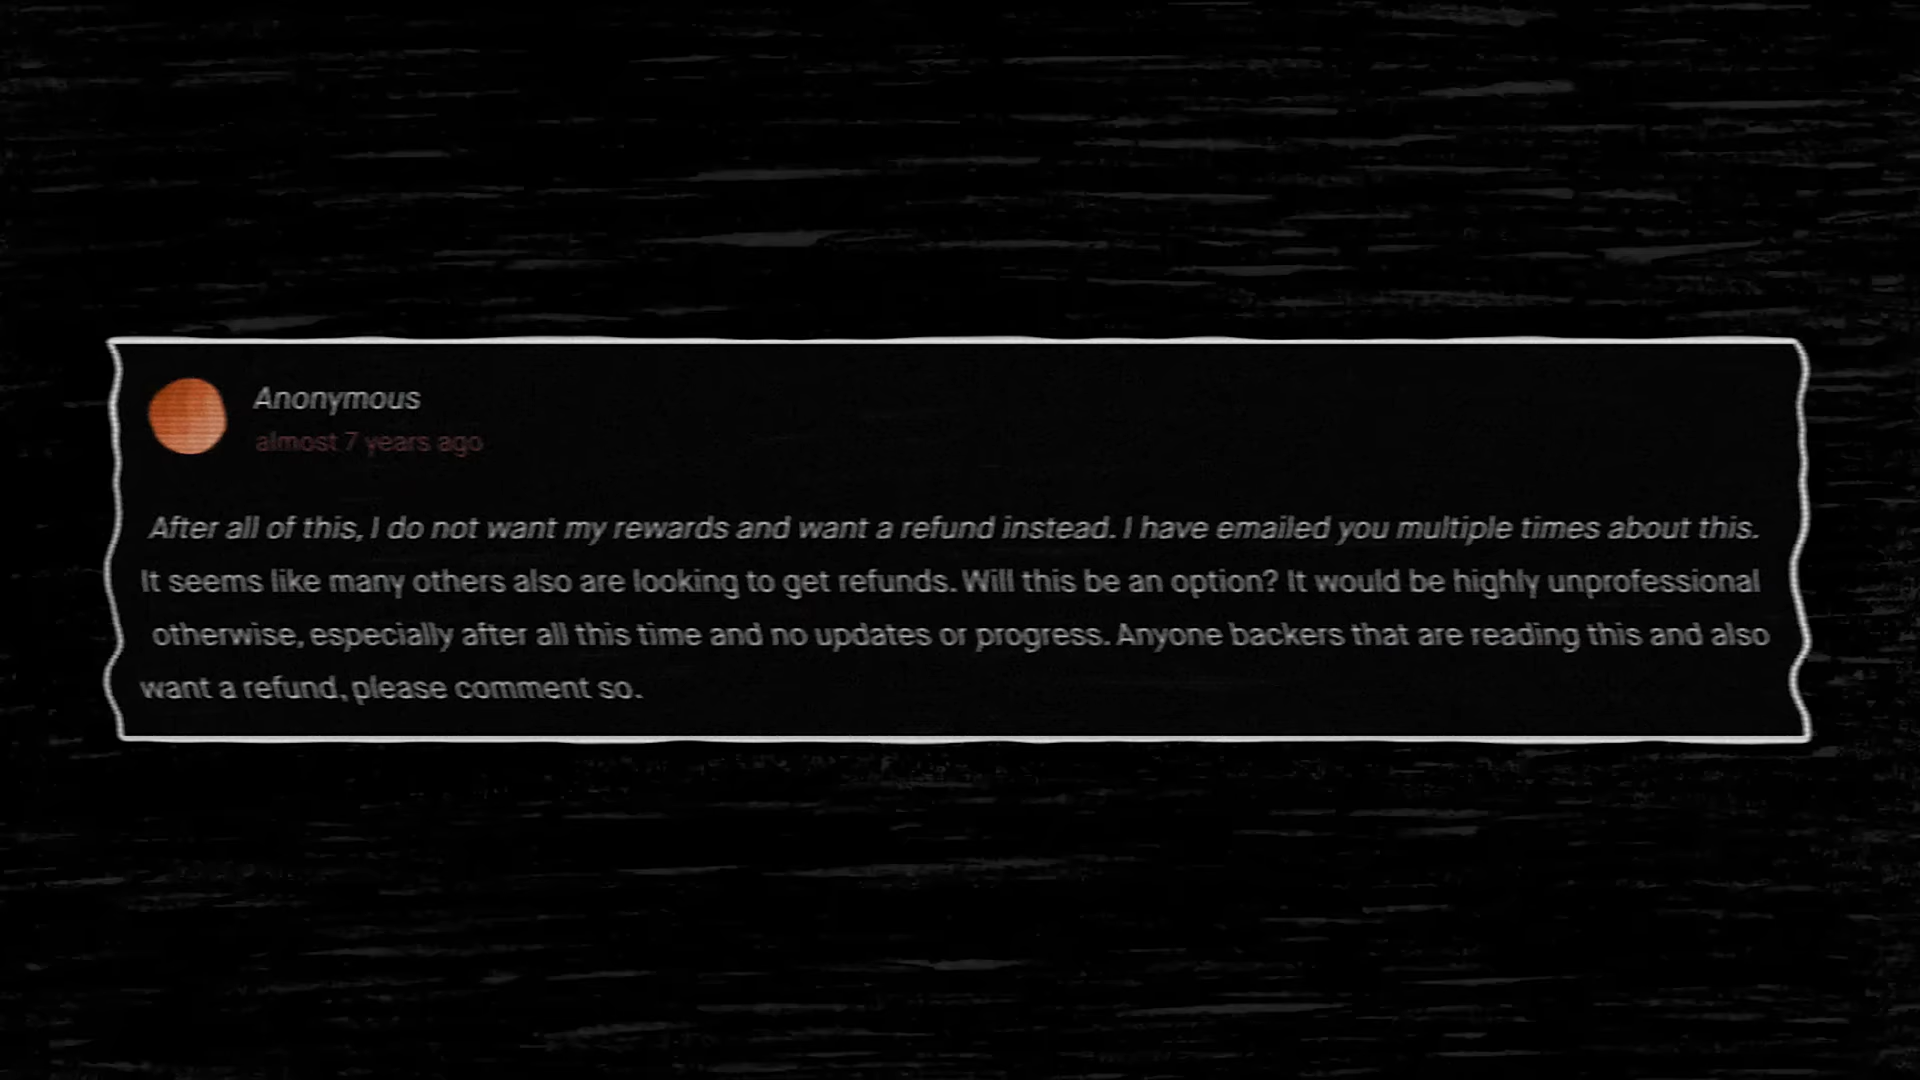 Anonymous
almost 7 years ago
After all of this, I do not want my rewards and want a refund instead. I have emailed you multiple times about this.
It seems like many others also are looking to get refunds. Will this be an option? It would be highly unprofessional
otherwise, especially after all this time and no updates or progress. Anyone backers that are reading this and also
want a refund, please comment so.